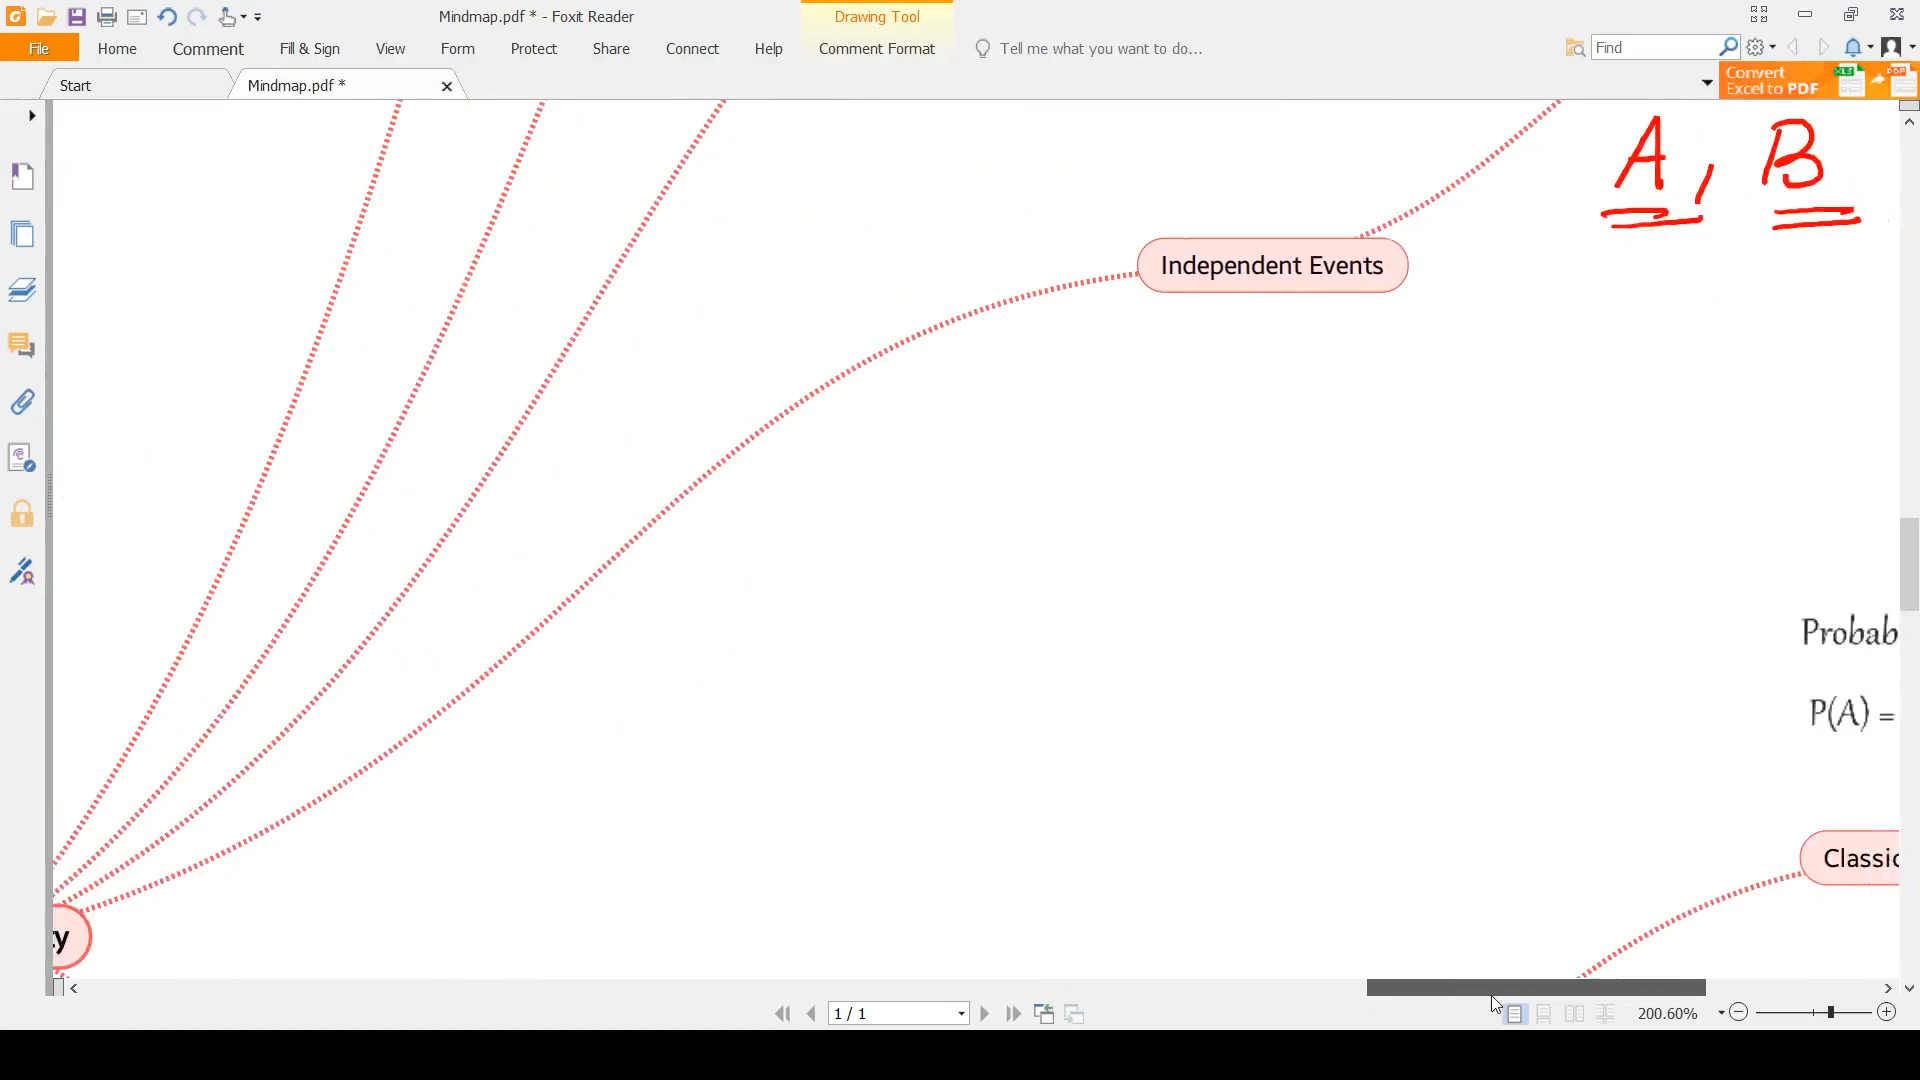 Mindmap.pdf * - Foxit Reader
Drawing Tool
File Home Comment Fill & Sign View Form Protect Share Connect Help Comment Format Tell me what you want to do... Find
Start Mindmap.pdf * Convert Excel to PDF
A, B
Independent Events
Probab
P(A) =
Classic
ty
1 / 1 200.60%